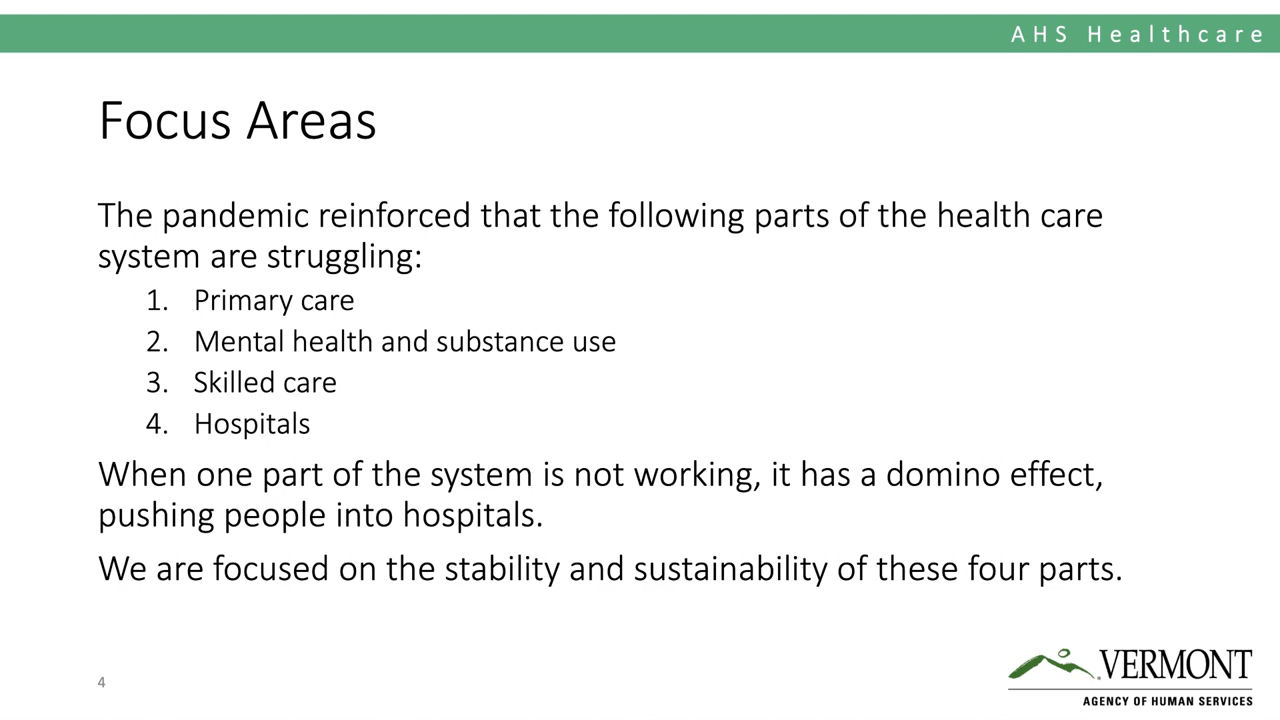 AHS Healthcare
Focus Areas
The pandemic reinforced that the following parts of the health care
system are struggling:
1. Primary care
2. Mental health and substance use
3. Skilled care
4. Hospitals
When one part of the system is not working, it has a domino effect,
pushing people into hospitals.
We are focused on the stability and sustainability of these four parts.
4
VERMONT
AGENCY OF HUMAN SERVICES